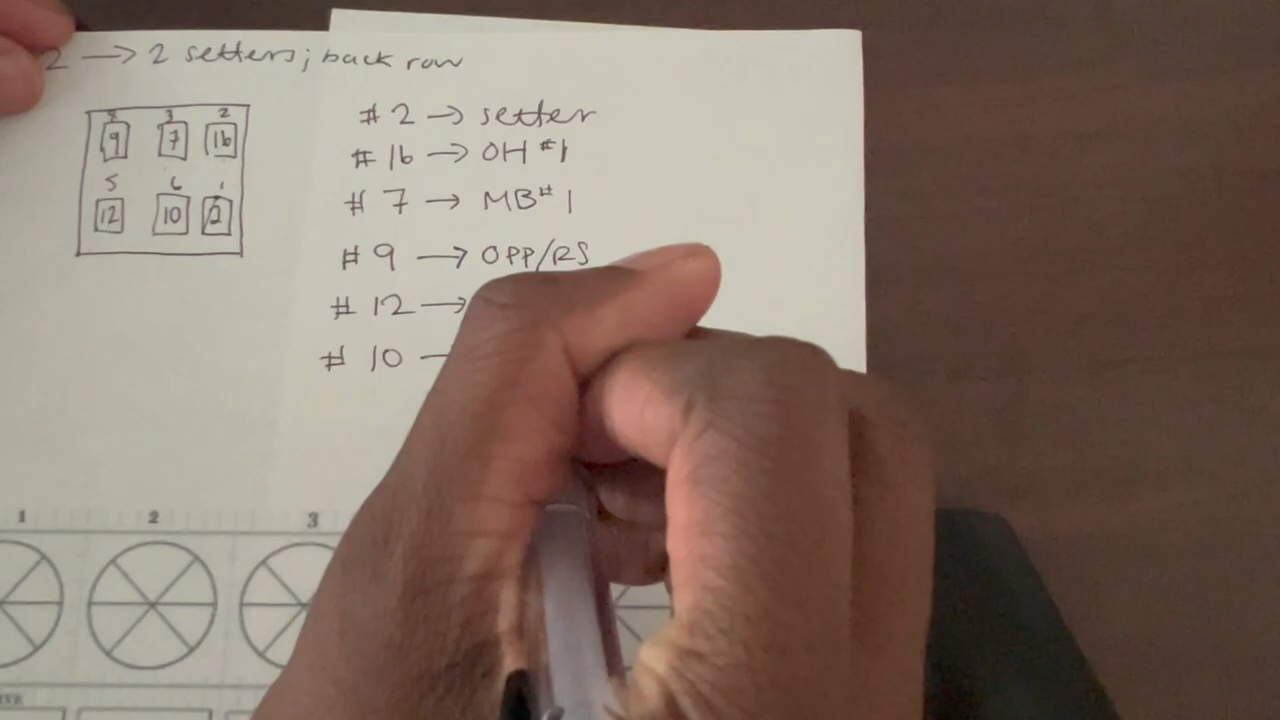 2 → 2 setters; back row
3 2
9 7 16
5 6 1
12 10 2
# 2 → setter
# 16 → OH #1
# 7 → MB #1
# 9 → OPP/RS
# 12 →
# 10 →
1 2 3